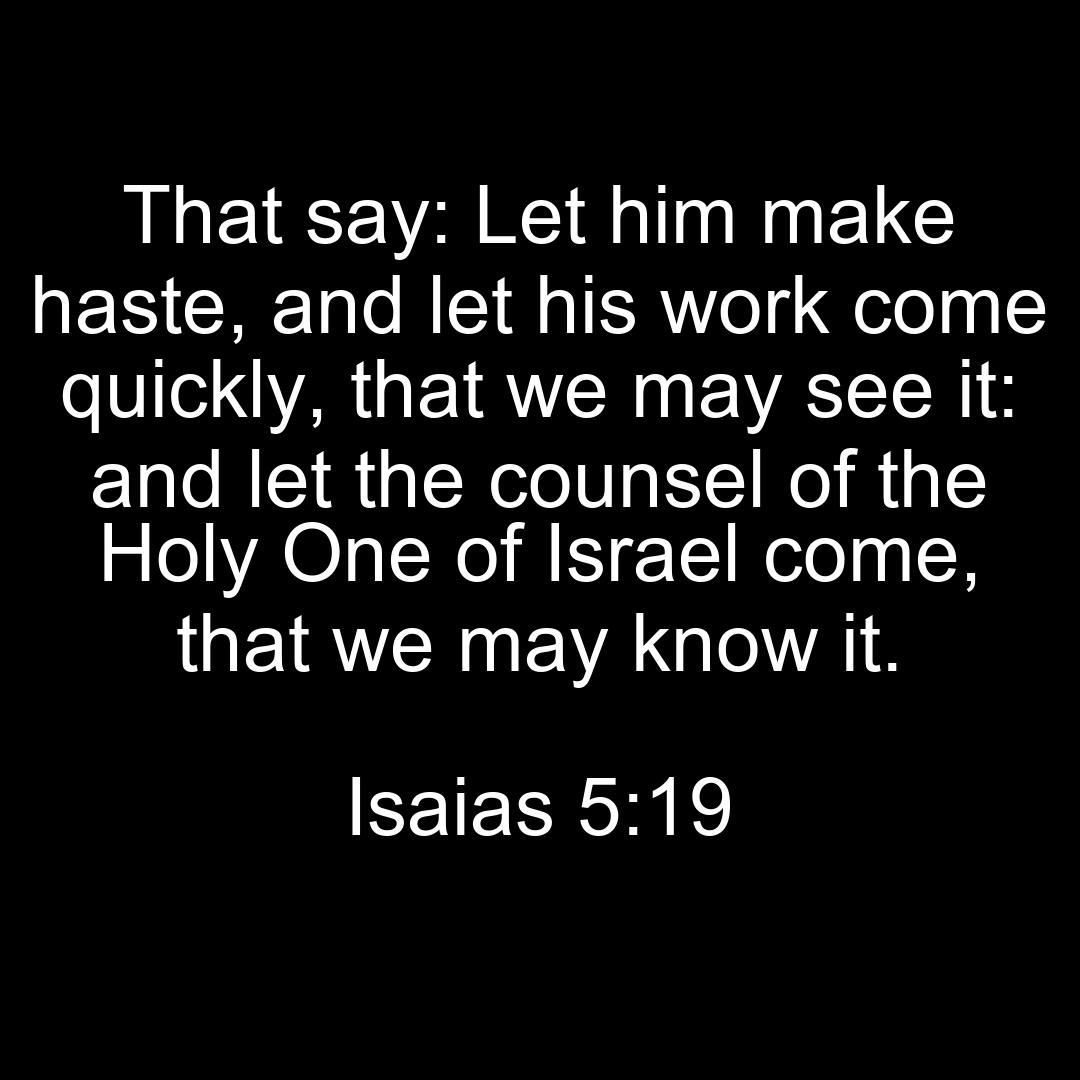 That say: Let him make
haste, and let his work come
quickly, that we may see it:
and let the counsel of the
Holy One of Israel come,
that we may know it.
Isaias 5:19